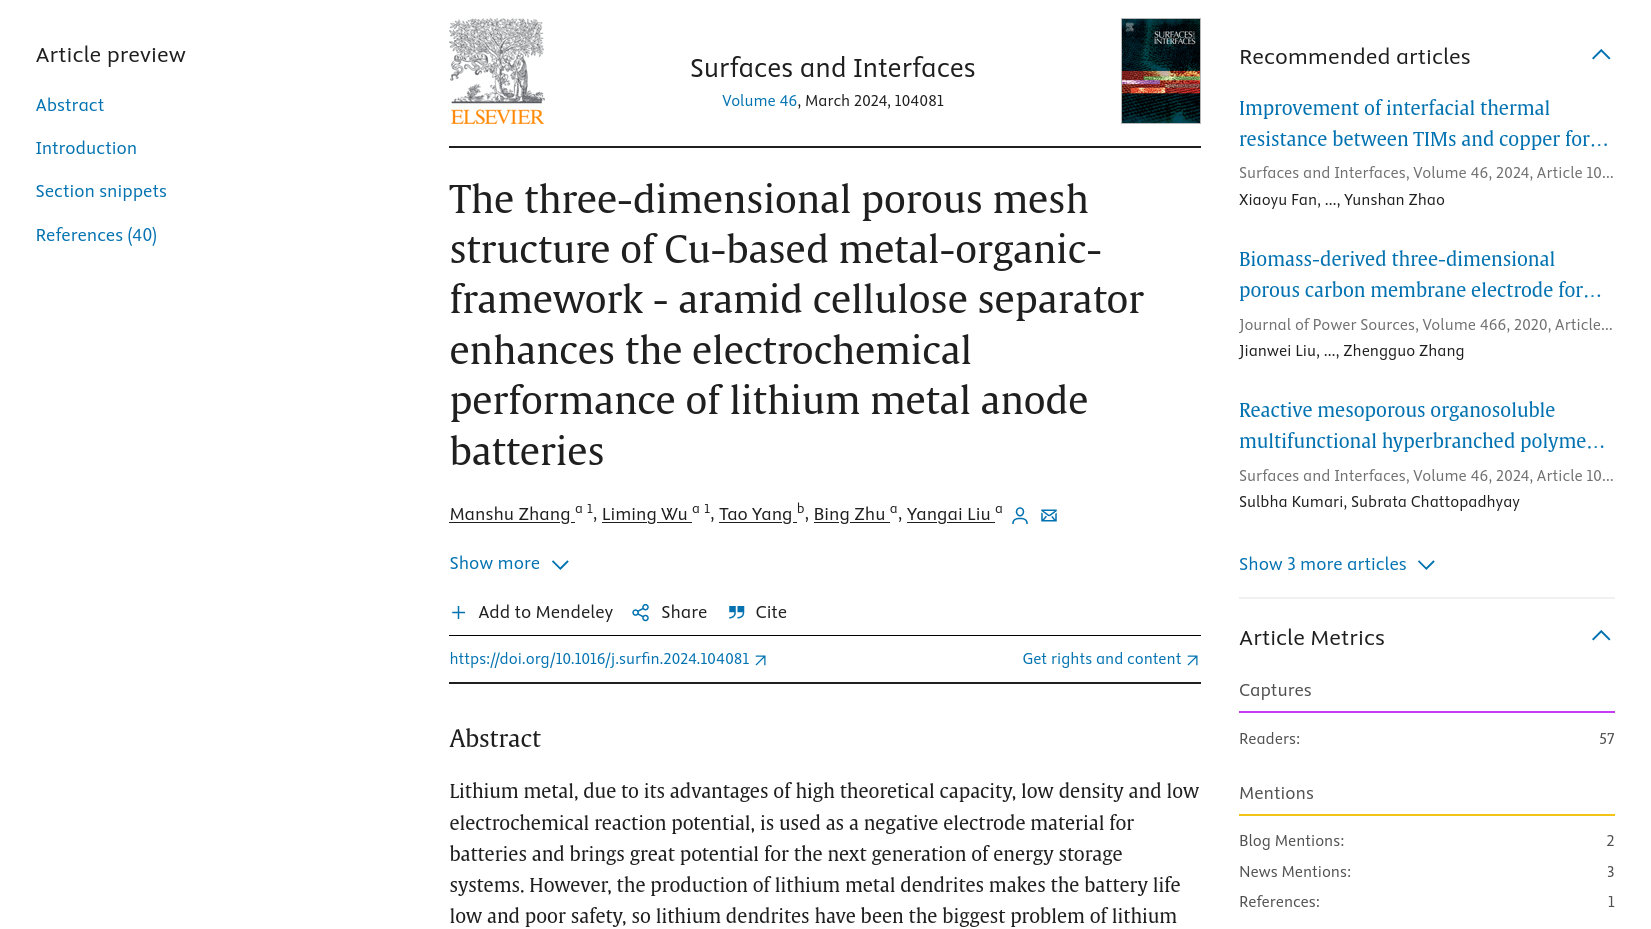 Article preview
Abstract
Introduction
Section snippets
References (40)
ELSEVIER
Surfaces and Interfaces
Volume 46, March 2024, 104081
SURFACES AND
INTERFACES
The three-dimensional porous mesh
structure of Cu-based metal-organic-
framework - aramid cellulose separator
enhances the electrochemical
performance of lithium metal anode
batteries
Manshu Zhang a 1, Liming Wu a 1, Tao Yang b, Bing Zhu a, Yangai Liu a
Show more
Add to Mendeley Share Cite
https://doi.org/10.1016/j.surfin.2024.104081 Get rights and content
Abstract
Lithium metal, due to its advantages of high theoretical capacity, low density and low
electrochemical reaction potential, is used as a negative electrode material for
batteries and brings great potential for the next generation of energy storage
systems. However, the production of lithium metal dendrites makes the battery life
low and poor safety, so lithium dendrites have been the biggest problem of lithium
Recommended articles
Improvement of interfacial thermal
resistance between TIMs and copper for…
Surfaces and Interfaces, Volume 46, 2024, Article 10…
Xiaoyu Fan, …, Yunshan Zhao
Biomass-derived three-dimensional
porous carbon membrane electrode for…
Journal of Power Sources, Volume 466, 2020, Article…
Jianwei Liu, …, Zhengguo Zhang
Reactive mesoporous organosoluble
multifunctional hyperbranched polyme…
Surfaces and Interfaces, Volume 46, 2024, Article 10…
Sulbha Kumari, Subrata Chattopadhyay
Show 3 more articles
Article Metrics
Captures
Readers: 57
Mentions
Blog Mentions: 2
News Mentions: 3
References: 1